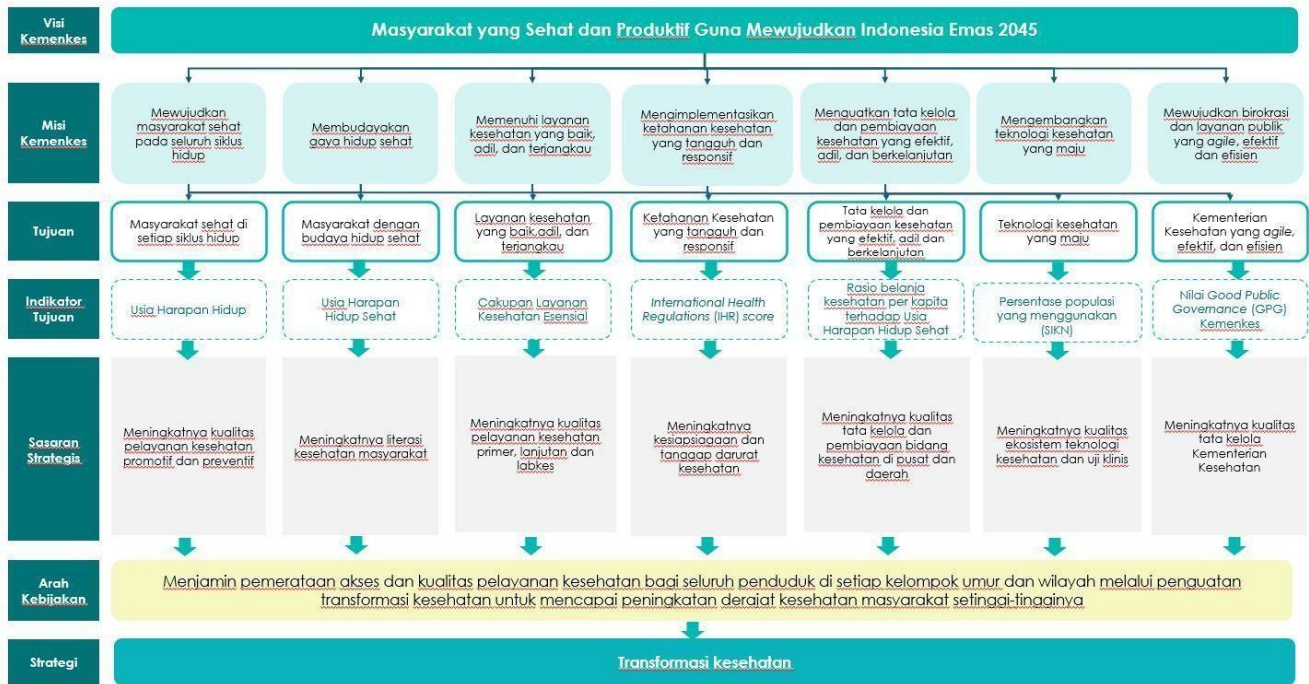 Visi
Kemenkes
Masyarakat yang Sehat dan Produktif Guna Mewujudkan Indonesia Emas 2045
Misi
Kemenkes
Mewujudkan
masyarakat sehat
pada seluruh siklus
hidup
Membudayakan
gaya hidup sehat
Memenuhi layanan
kesehatan yang baik,
adil, dan terjangkau
Mengimplementasikan
ketahanan kesehatan
yang tangguh dan
responsif
Menguatkan tata kelola
dan pembiayaan
kesehatan yang efektif,
adil, dan berkelanjutan
Mengembangkan
teknologi kesehatan
yang maju
Mewujudkan birokrasi
dan layanan publik
yang agile, efektif
dan efisien
Tujuan
Masyarakat sehat di
setiap siklus hidup
Masyarakat dengan
budaya hidup sehat
Layanan kesehatan
yang baik,adil, dan
terjangkau
Ketahanan Kesehatan
yang tangguh dan
responsif
Tata kelola dan
pembiayaan kesehatan
yang efektif, adil dan
berkelanjutan
Teknologi kesehatan
yang maju
Kementerian
Kesehatan yang agile,
efektif, dan efisien
Indikator
Tujuan
Usia Harapan Hidup
Usia Harapan
Hidup Sehat
Cakupan Layanan
Kesehatan Esensial
International Health
Regulations (IHR) score
Rasio belanja
kesehatan per kapita
terhadap Usia
Harapan Hidup Sehat
Persentase populasi
yang menggunakan
(SIKN)
Nilai Good Public
Governance (GPG)
Kemenkes
Sasaran
Strategis
Meningkatnya kualitas
pelayanan kesehatan
promotif dan preventif
Meningkatnya literasi
kesehatan masyarakat
Meningkatnya kualitas
pelayanan kesehatan
primer, lanjutan dan
labkes
Meningkatnya
kesiapsiagaan dan
tanggap darurat
kesehatan
Meningkatnya kualitas
tata kelola dan
pembiayaan bidang
kesehatan di pusat dan
daerah
Meningkatnya kualitas
ekosistem teknologi
kesehatan dan uji klinis
Meningkatnya kualitas
tata kelola
Kementerian
Kesehatan
Arah
Kebijakan
Menjamin pemerataan akses dan kualitas pelayanan kesehatan bagi seluruh penduduk di setiap kelompok umur dan wilayah melalui penguatan
transformasi kesehatan untuk mencapai peningkatan derajat kesehatan masyarakat setinggi-tingginya
Strategi
Transformasi kesehatan